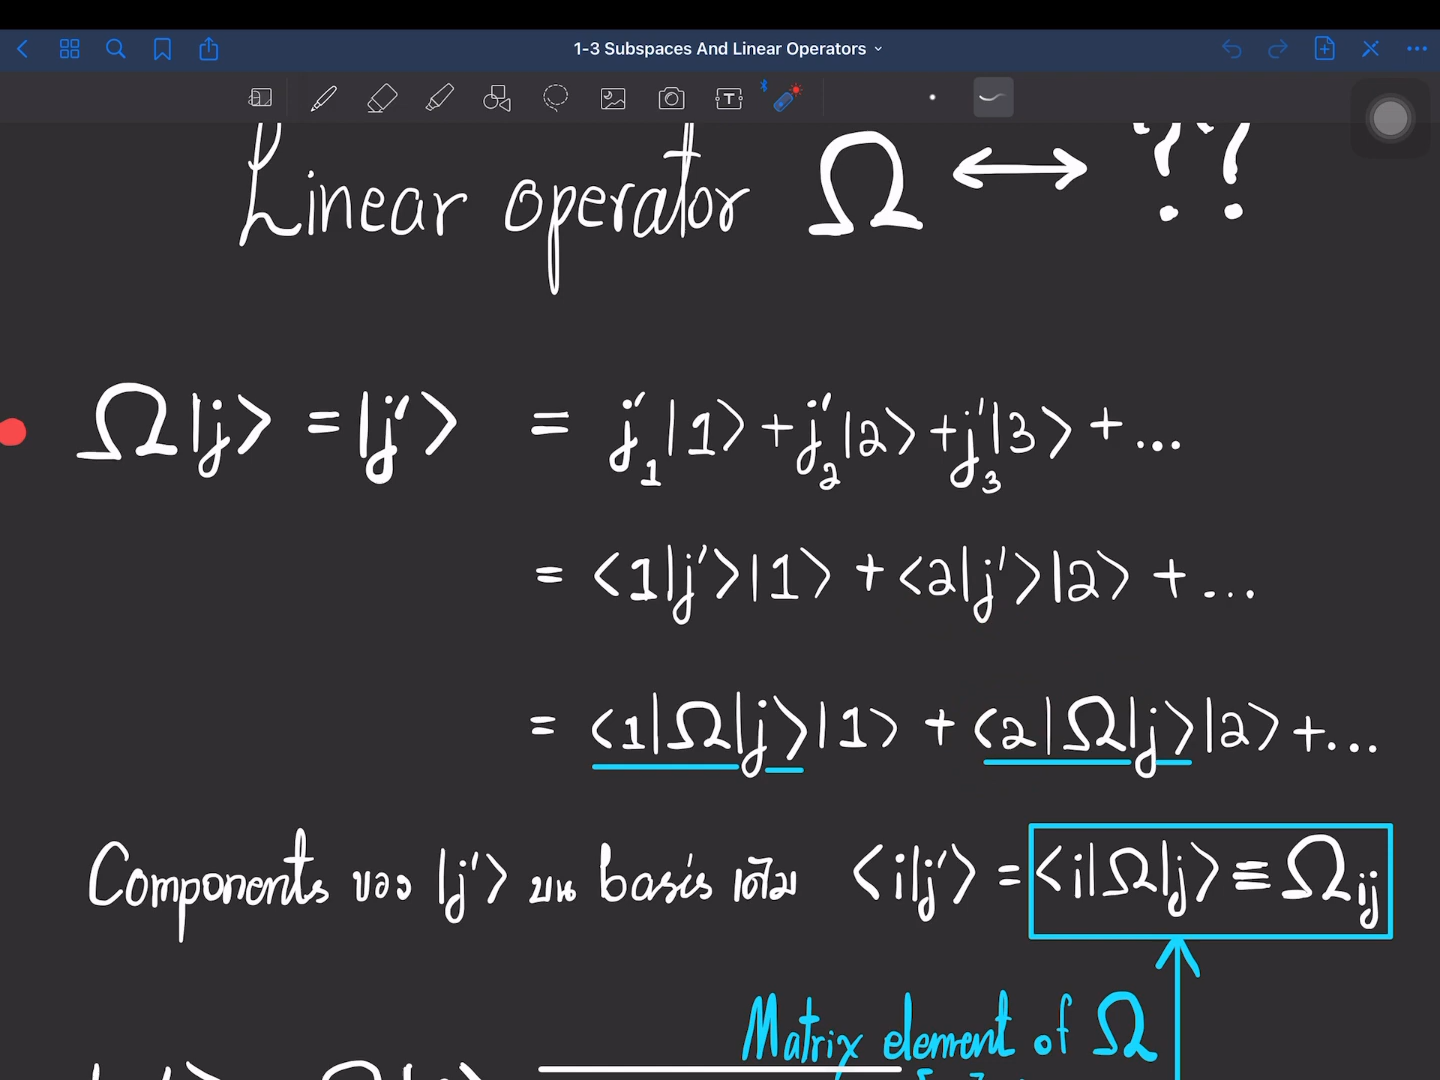 1-3 Subspaces And Linear Operators
Linear operator Ω ↔ ??
Ω|j> = |j'> = j'₁|1> + j'₂|2> + j'₃|3> + ...
= <1|j'>|1> + <2|j'>|2> + ...
= <1|Ω|j>|1> + <2|Ω|j>|2> + ...
Components ของ |j'> บน basis เดิม <i|j'> = <i|Ω|j> ≡ Ωᵢⱼ
Matrix element of Ω